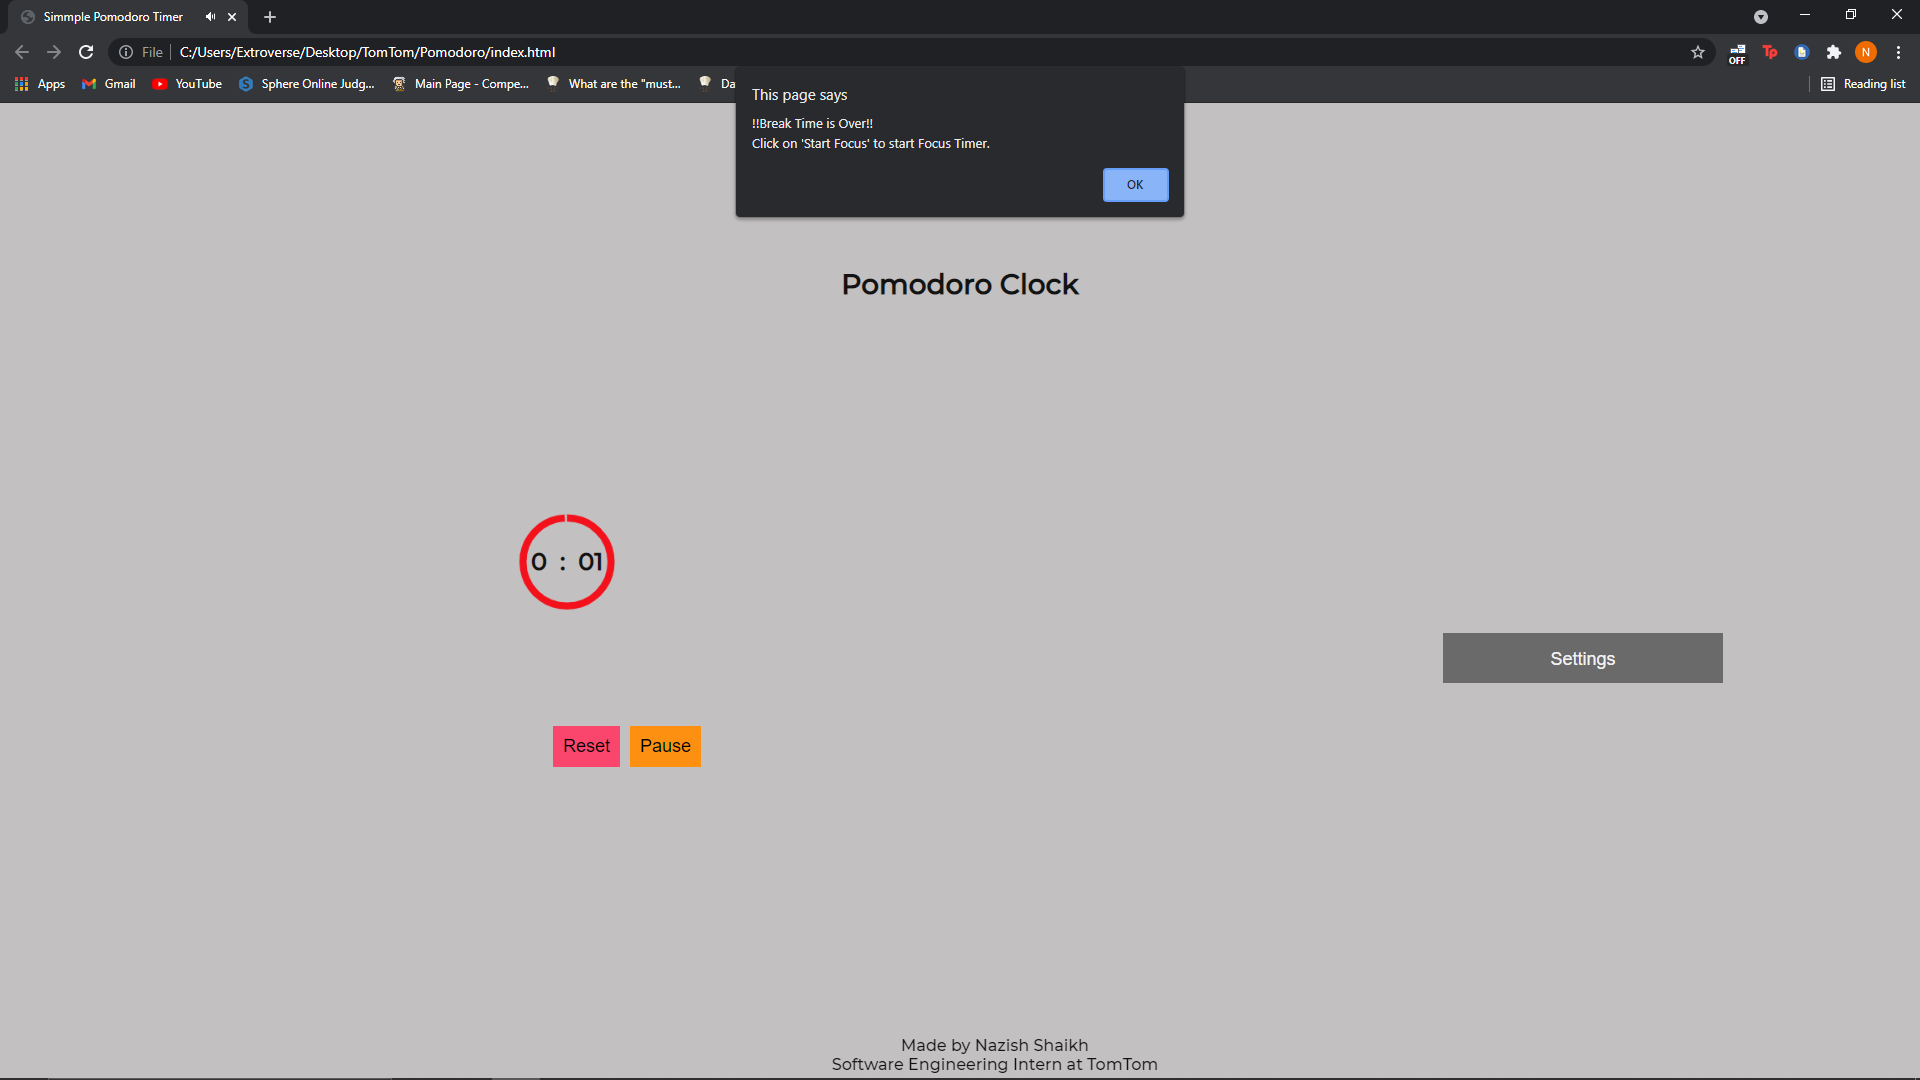 Simmple Pomodoro Timer
File C:/Users/Extroverse/Desktop/TomTom/Pomodoro/index.html
OFF Tp N
Apps Gmail YouTube S Sphere Online Judg... Main Page - Compe... What are the "must... Da Reading list
This page says
!!Break Time is Over!!
Click on 'Start Focus' to start Focus Timer.
OK
Pomodoro Clock
0 : 01
Settings
Reset Pause
Made by Nazish Shaikh
Software Engineering Intern at TomTom